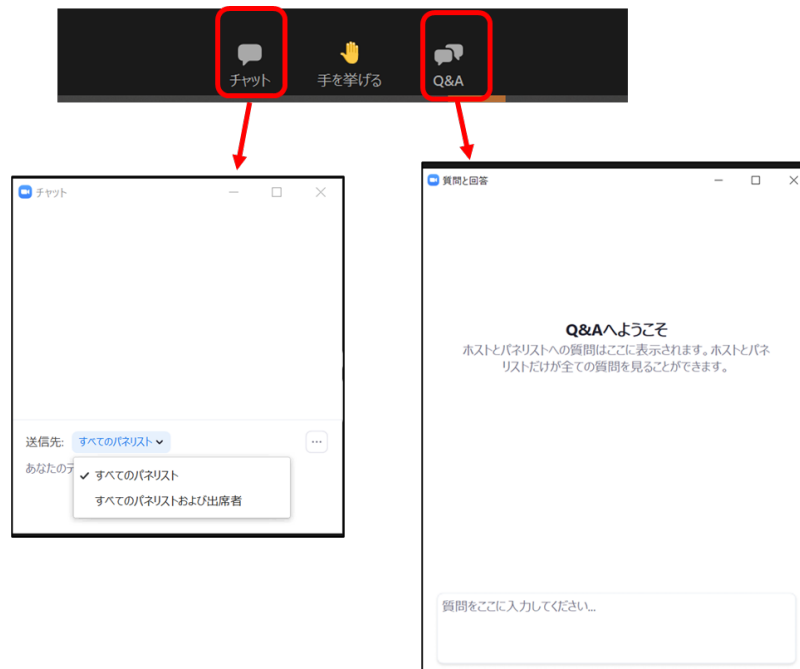 チャット
手を挙げる
Q&A
チャット
送信先: すべてのパネリスト
あなたのテ
すべてのパネリスト
すべてのパネリストおよび出席者
質問と回答
Q&Aへようこそ
ホストとパネリストへの質問はここに表示されます。ホストとパネ
リストだけが全ての質問を見ることができます。
質問をここに入力してください...